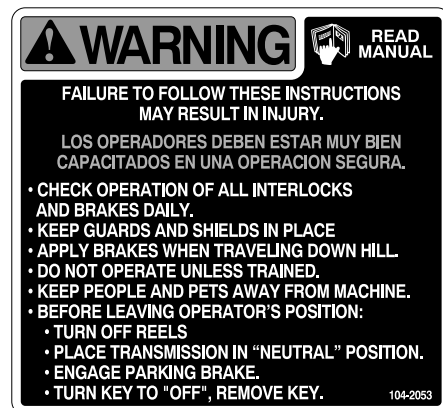 WARNING
READ
MANUAL
FAILURE TO FOLLOW THESE INSTRUCTIONS
MAY RESULT IN INJURY.
LOS OPERADORES DEBEN ESTAR MUY BIEN
CAPACITADOS EN UNA OPERACION SEGURA.
• CHECK OPERATION OF ALL INTERLOCKS
AND BRAKES DAILY.
• KEEP GUARDS AND SHIELDS IN PLACE
• APPLY BRAKES WHEN TRAVELING DOWN HILL.
• DO NOT OPERATE UNLESS TRAINED.
• KEEP PEOPLE AND PETS AWAY FROM MACHINE.
• BEFORE LEAVING OPERATOR'S POSITION:
• TURN OFF REELS
• PLACE TRANSMISSION IN “NEUTRAL” POSITION.
• ENGAGE PARKING BRAKE.
• TURN KEY TO "OFF", REMOVE KEY.
104-2053